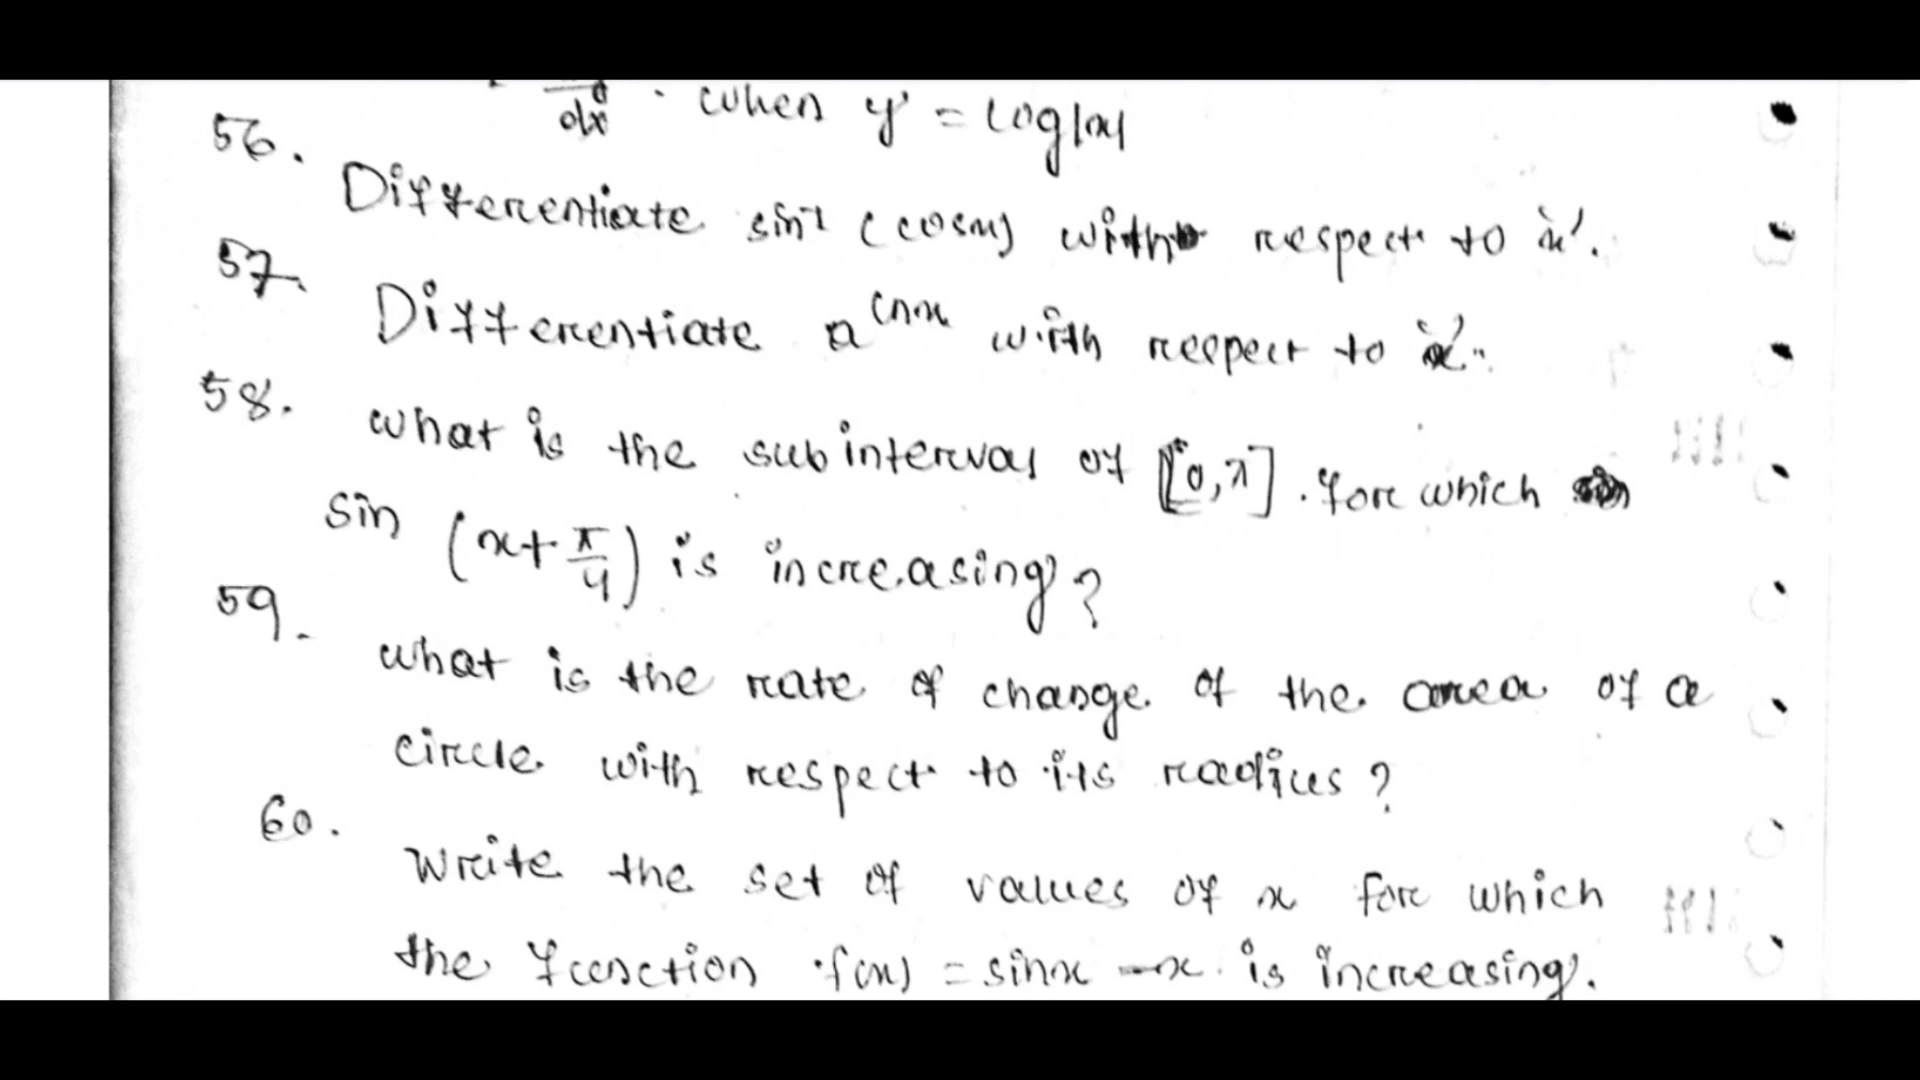 dy/dx . when y = log|x|
56. Differentiate sin⁻¹ (cosx) with respect to 'x'.
57. Differentiate a^lnx with respect to 'x'.
58. what is the subinterval of [0,π] . for which
sin (x+π/4) is increasing?
59. what is the rate of change of the area of a
circle with respect to its radius?
60. Write the set of values of x for which
the function f(x) = sinx - x is increasing.